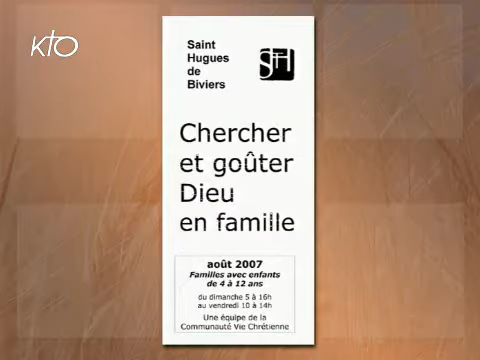 KTO
Saint
Hugues
de
Biviers
StH
Chercher
et goûter
Dieu
en famille
août 2007
Familles avec enfants
de 4 à 12 ans
du dimanche 5 à 16h
au vendredi 10 à 14h
Une équipe de la
Communauté Vie Chrétienne